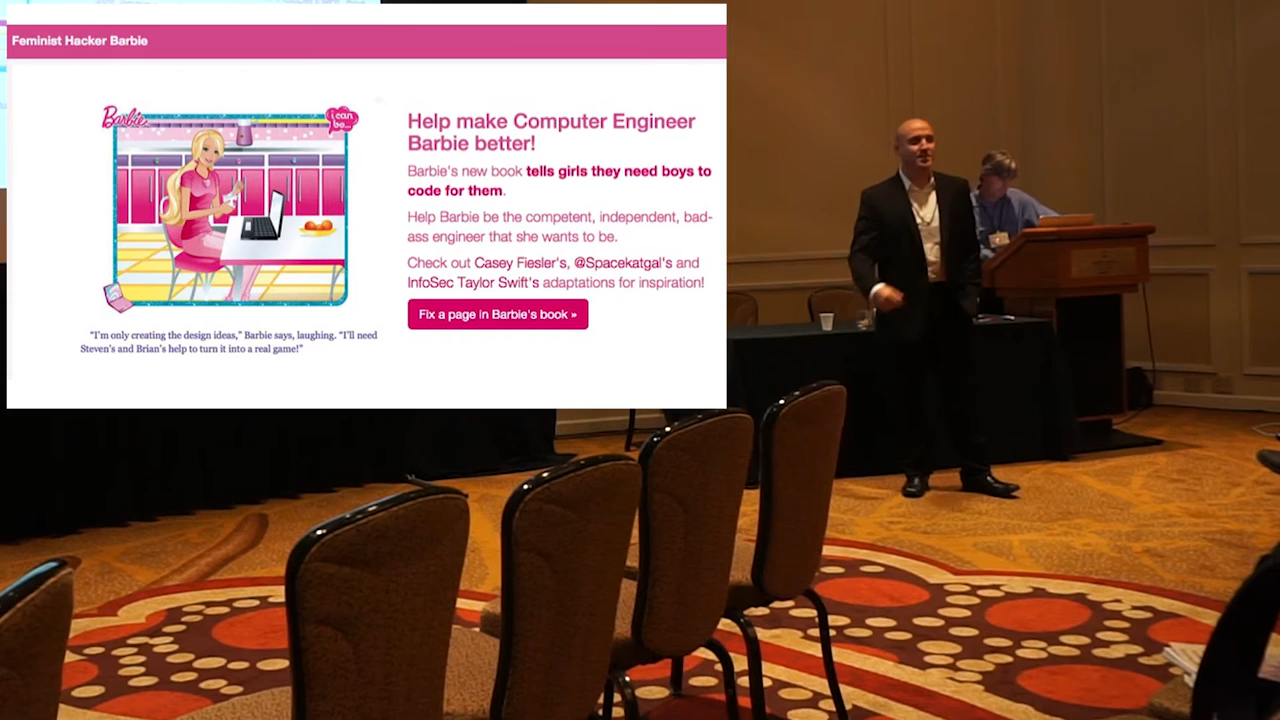 Feminist Hacker Barbie
Barbie
i can
be...
Help make Computer Engineer
Barbie better!
Barbie's new book tells girls they need boys to
code for them.
Help Barbie be the competent, independent, bad-
ass engineer that she wants to be.
Check out Casey Fiesler's, @Spacekatgal's and
InfoSec Taylor Swift's adaptations for inspiration!
Fix a page in Barbie's book »
“I'm only creating the design ideas,” Barbie says, laughing. “I'll need
Steven's and Brian's help to turn it into a real game!”